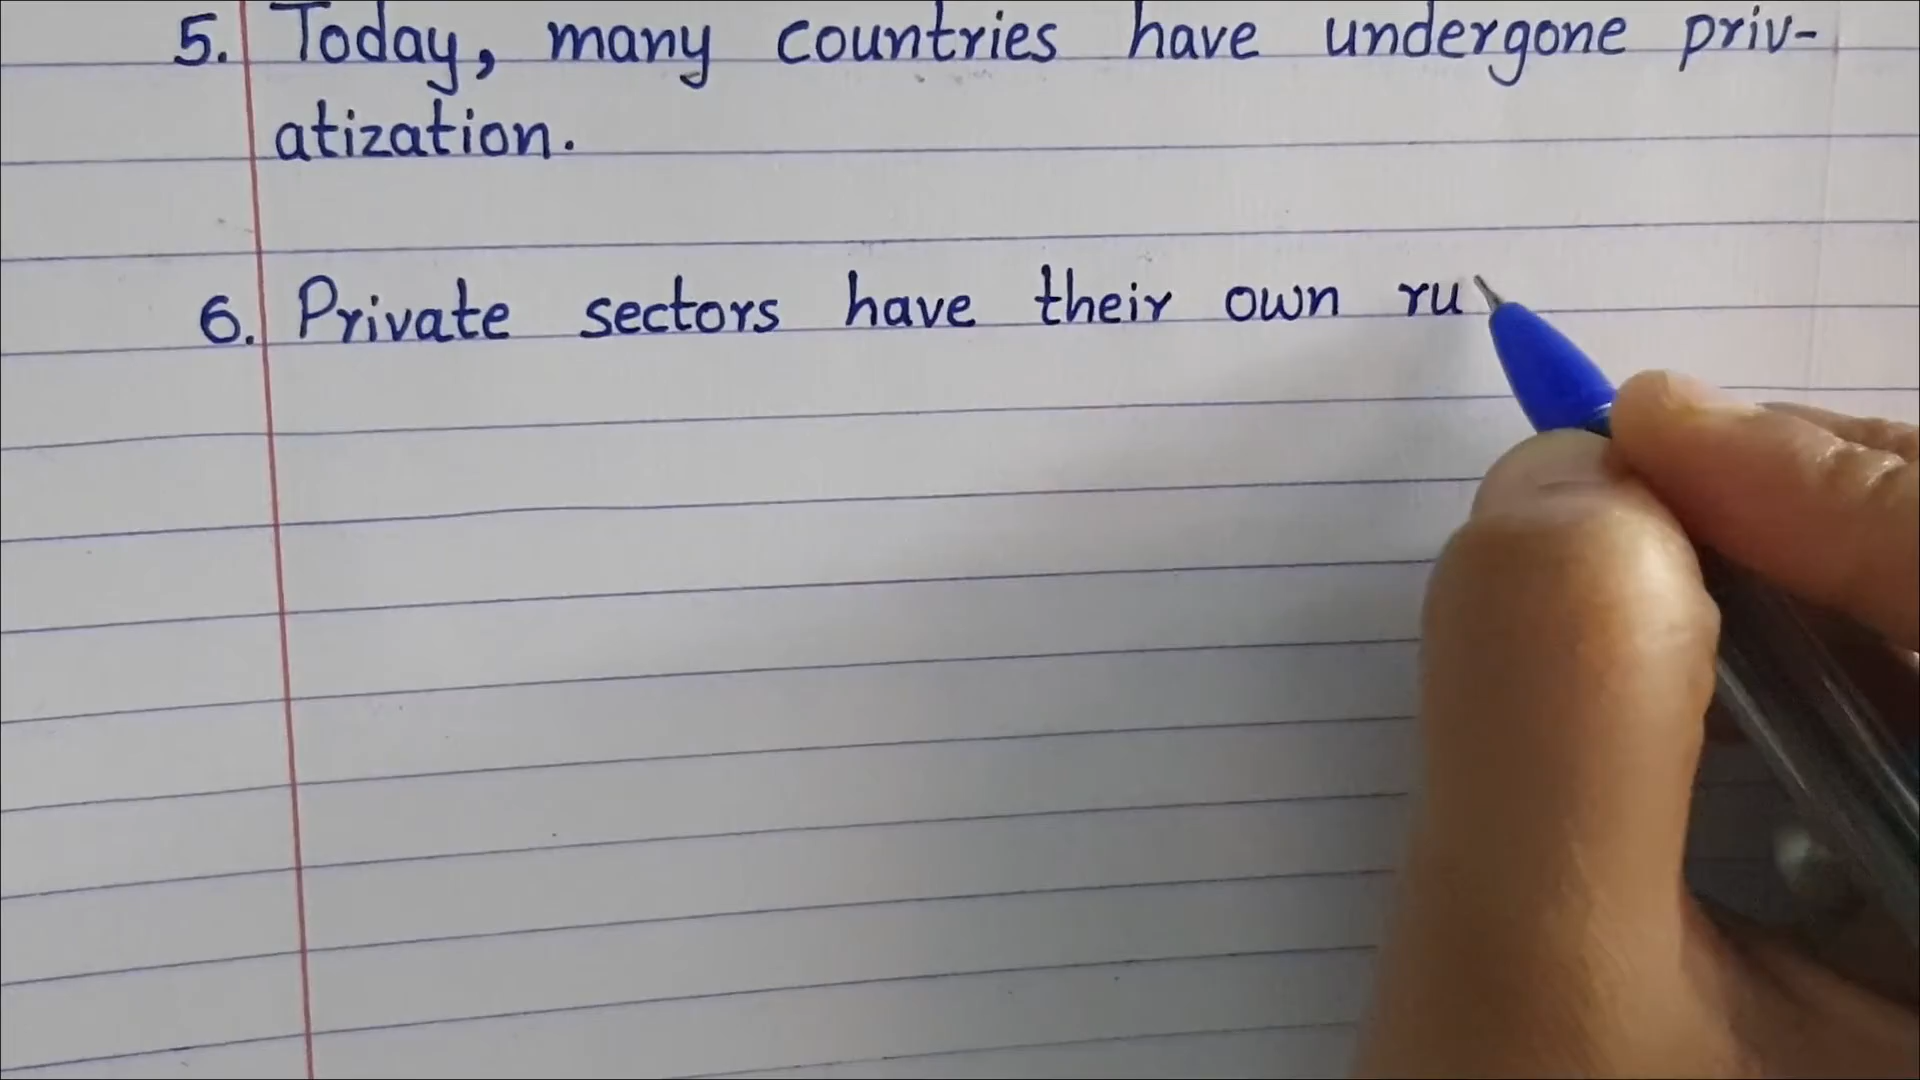 5. Today, many countries have undergone priv-
atization.
6. Private sectors have their own ru